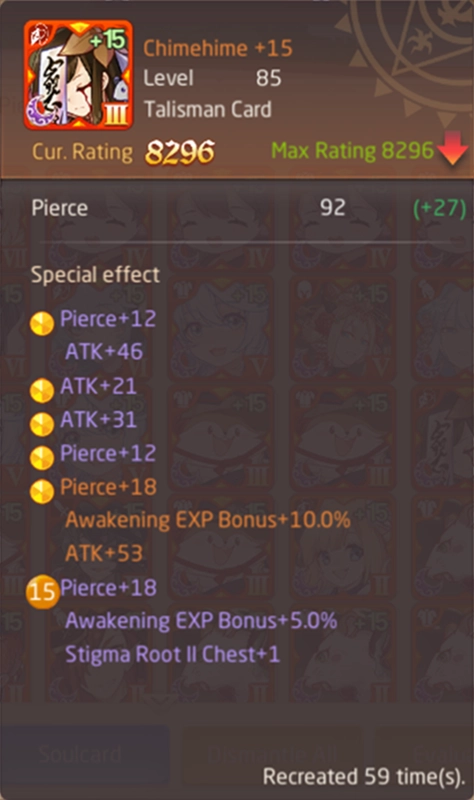 +15
III
Chimehime +15
Level 85
Talisman Card
Cur. Rating 8296 Max Rating 8296
Pierce 92 (+27)
Special effect
Pierce+12
ATK+46
ATK+21
ATK+31
Pierce+12
Pierce+18
Awakening EXP Bonus+10.0%
ATK+53
15 Pierce+18
Awakening EXP Bonus+5.0%
Stigma Root II Chest+1
Soulcard
Recreated 59 time(s).